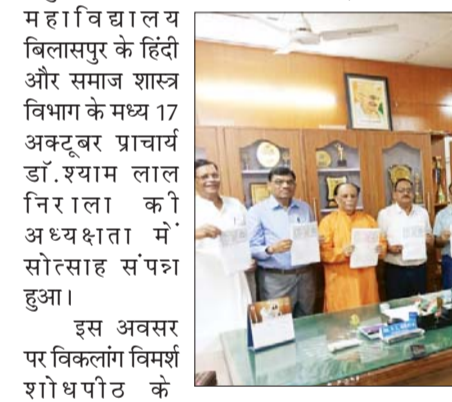 महाविद्यालय
बिलासपुर के हिंदी
और समाज शास्त्र
विभाग के मध्य 17
अक्टूबर प्राचार्य
डॉ.श्याम लाल
निराला की
अध्यक्षता में
सोत्साह संपन्न
हुआ।
इस अवसर
पर विकलांग विमर्श
शोधपीठ के